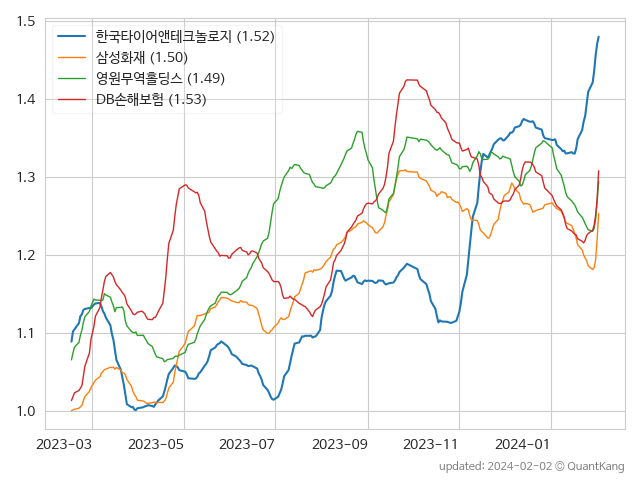 1.5
1.4
1.3
1.2
1.1
1.0
한국타이어앤테크놀로지 (1.52)
삼성화재 (1.50)
영원무역홀딩스 (1.49)
DB손해보험 (1.53)
2023-03 2023-05 2023-07 2023-09 2023-11 2024-01
updated: 2024-02-02 © QuantKang